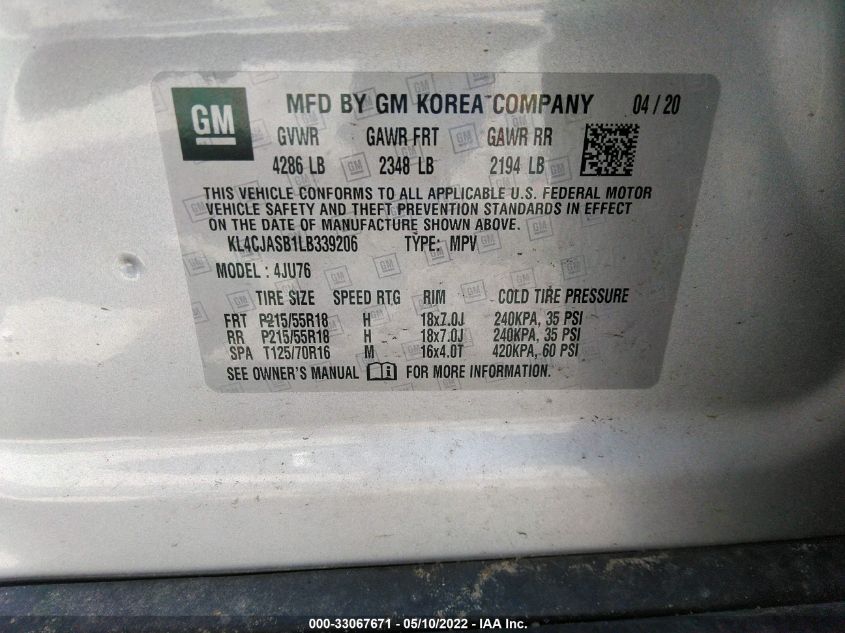 GM MFD BY GM KOREA COMPANY 04 / 20
GVWR GAWR FRT GAWR RR
4286 LB 2348 LB 2194 LB
THIS VEHICLE CONFORMS TO ALL APPLICABLE U.S. FEDERAL MOTOR
VEHICLE SAFETY AND THEFT PREVENTION STANDARDS IN EFFECT
ON THE DATE OF MANUFACTURE SHOWN ABOVE.
KL4CJASB1LB339206 TYPE: MPV
MODEL : 4JU76
TIRE SIZE SPEED RTG RIM COLD TIRE PRESSURE
FRT P215/55R18 H 18x7.0J 240KPA, 35 PSI
RR P215/55R18 H 18x7.0J 240KPA, 35 PSI
SPA T125/70R16 M 16x4.0T 420KPA, 60 PSI
SEE OWNER'S MANUAL FOR MORE INFORMATION.
000-33067671 - 05/10/2022 - IAA Inc.